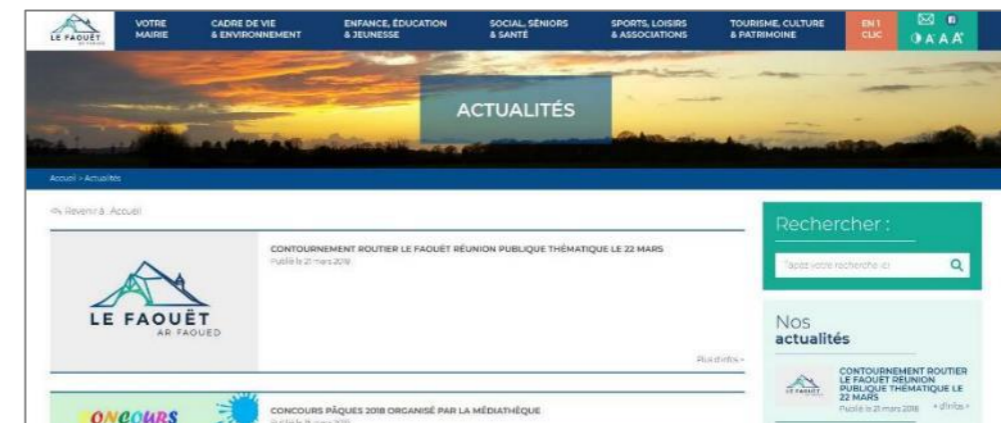 LE FAOUËT
VOTRE
MAIRIE
CADRE DE VIE
& ENVIRONNEMENT
ENFANCE, ÉDUCATION
& JEUNESSE
SOCIAL, SÉNIORS
& SANTÉ
SPORTS, LOISIRS
& ASSOCIATIONS
TOURISME, CULTURE
& PATRIMOINE
EN 1
CLIC
A A A
ACTUALITÉS
Accueil > Actualités
Revenir à : Accueil
LE FAOUËT
AR FAOUED
CONTOURNEMENT ROUTIER LE FAOUËT RÉUNION PUBLIQUE THÉMATIQUE LE 22 MARS
Publié le 21 mars 2018
Plus d'infos »
CONCOURS PÂQUES 2018 ORGANISÉ PAR LA MÉDIATHÈQUE
Rechercher :
Tapez votre recherche ici
Nos
actualités
LE FAOUËT
CONTOURNEMENT ROUTIER
LE FAOUËT RÉUNION
PUBLIQUE THÉMATIQUE LE
22 MARS
Publié le 21 mars 2018
+ d'infos »